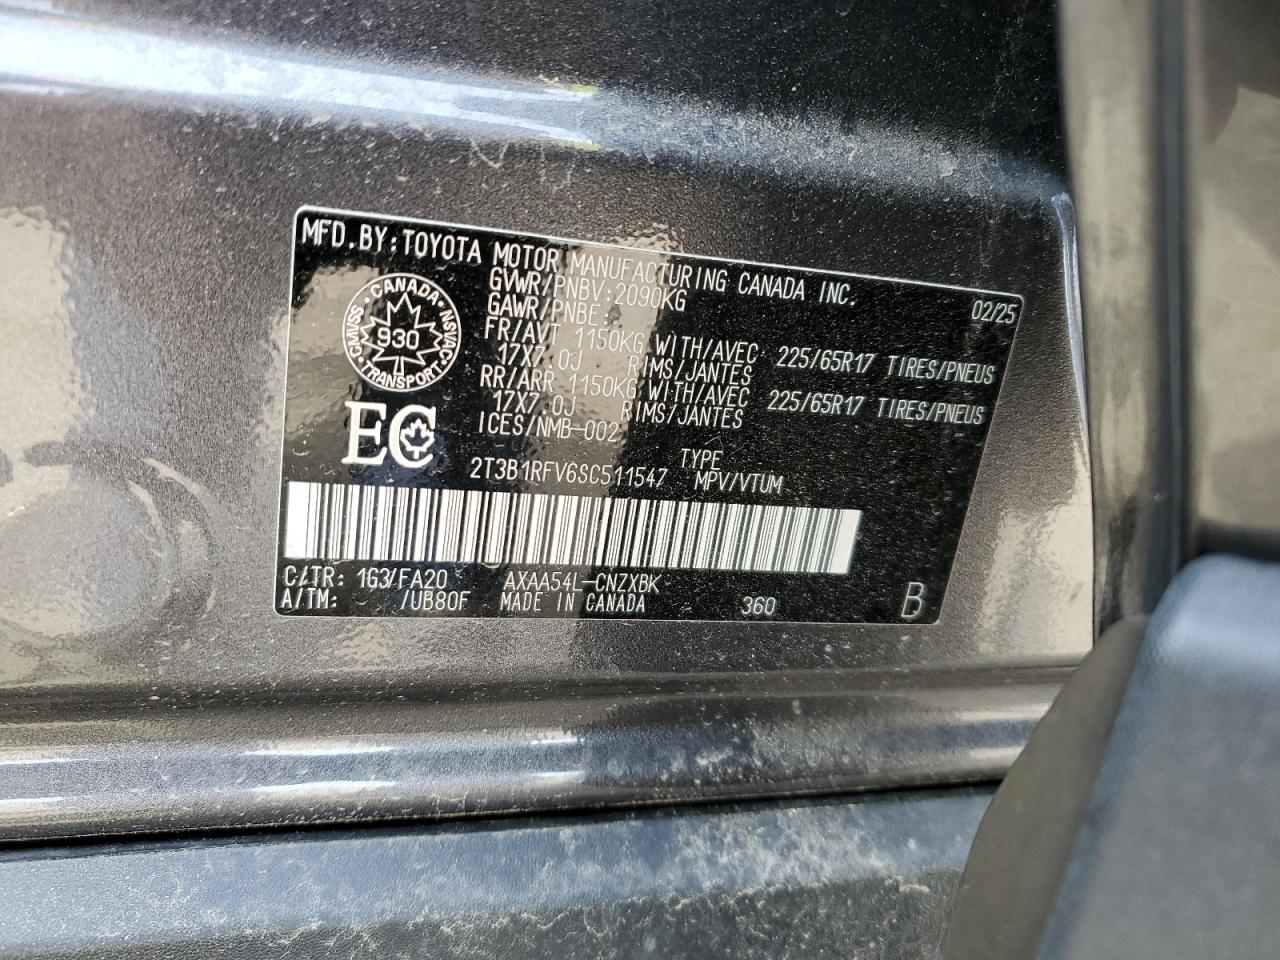 MFD.BY:TOYOTA MOTOR MANUFACTURING CANADA INC. 02/25
GVWR/PNBV:2090KG
GAWR/PNBE:
FR/AVT 1150KG WITH/AVEC 225/65R17 TIRES/PNEUS
17X7.0J RIMS/JANTES
RR/ARR 1150KG WITH/AVEC 225/65R17 TIRES/PNEUS
17X7.0J RIMS/JANTES
ICES/NMB-002
CANADA
CMVSS
NSVAC
930
TRANSPORT
EC
TYPE
2T3B1RFV6SC511547 MPV/VTUM
C/TR: 1G3/FA20 AXAA54L-CNZXBK
A/TM: /UB80F MADE IN CANADA 360 B